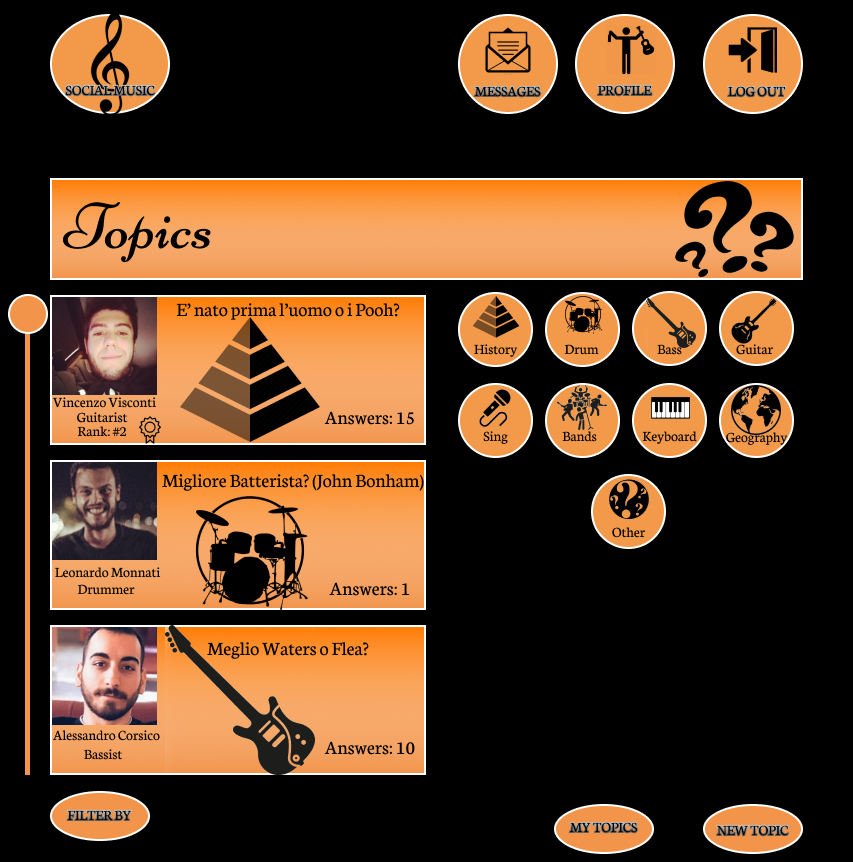 SOCIAL MUSIC
MESSAGES
PROFILE
LOG OUT
Topics
E' nato prima l'uomo o i Pooh?
Vincenzo Visconti
Guitarist
Rank: #2
Answers: 15
Migliore Batterista? (John Bonham)
Leonardo Monnati
Drummer
Answers: 1
Meglio Waters o Flea?
Alessandro Corsico
Bassist
Answers: 10
History
Drum
Bass
Guitar
Sing
Bands
Keyboard
Geography
Other
FILTER BY
MY TOPICS
NEW TOPIC